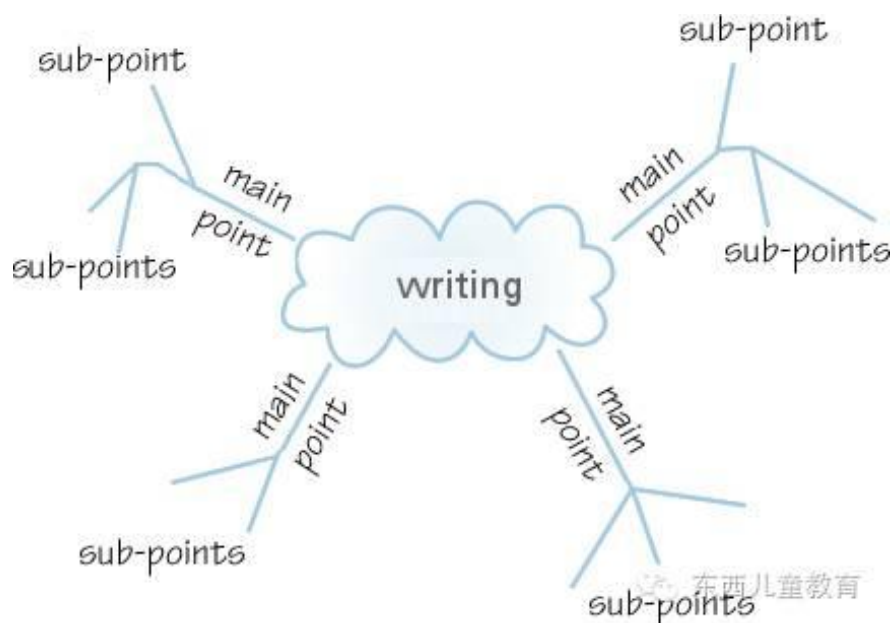 sub-point
main
point
sub-points
sub-point
main
point
sub-points
writing
main
point
sub-points
main
point
sub-points
东西儿童教育